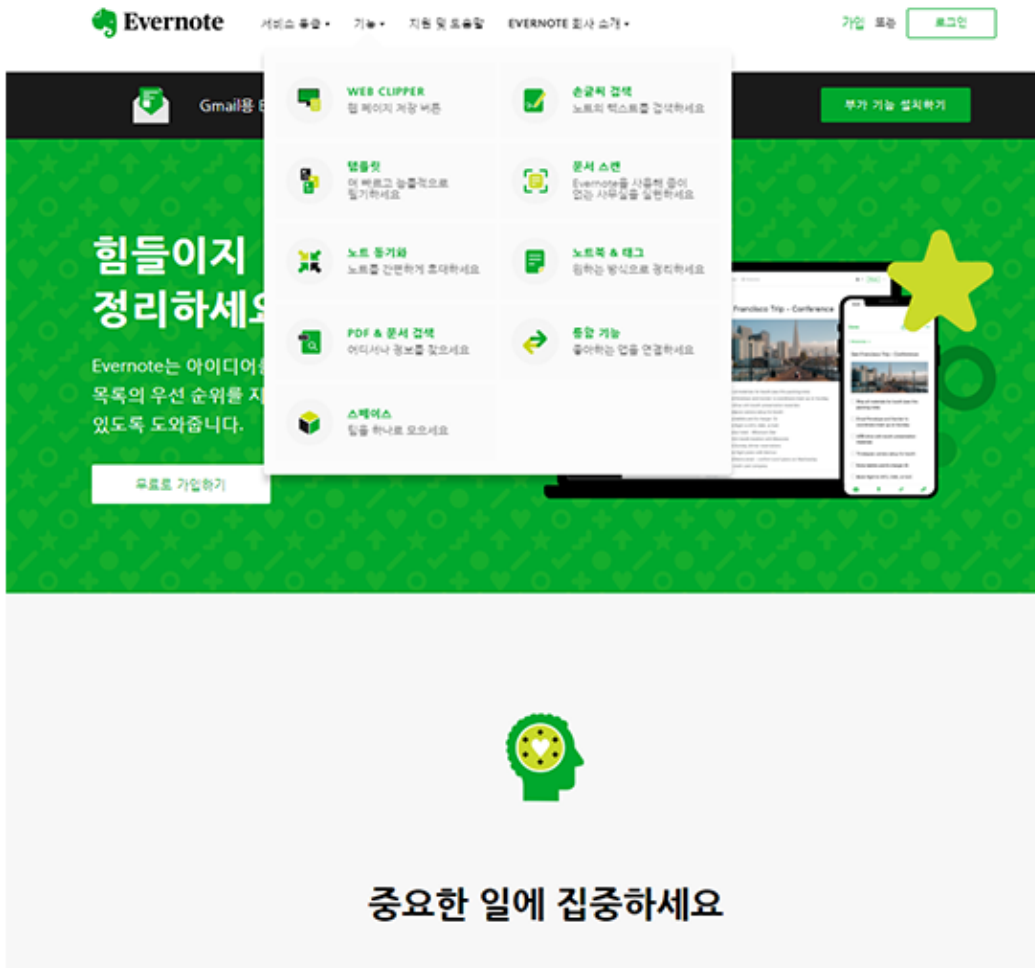 Evernote
서비스 등급
기능
지원 및 도움말
EVERNOTE 회사 소개
가입 또는
로그인
Gmail용
부가 기능 설치하기
WEB CLIPPER
웹 페이지 저장 버튼
손글씨 검색
노트의 텍스트를 검색하세요
템플릿
더 빠르고 능률적으로
필기하세요
문서 스캔
Evernote을 사용해 종이
없는 사무실을 실현하세요
노트 동기화
노트를 간편하게 휴대하세요
노트북 & 태그
원하는 방식으로 정리하세요
PDF & 문서 검색
어디서나 정보를 찾으세요
통합 기능
좋아하는 앱을 연결하세요
스페이스
팀을 하나로 모으세요
힘들이지
정리하세요
Evernote는 아이디어를
목록의 우선 순위를
있도록 도와줍니다.
무료로 가입하기
Francisco Trip - Conference
중요한 일에 집중하세요